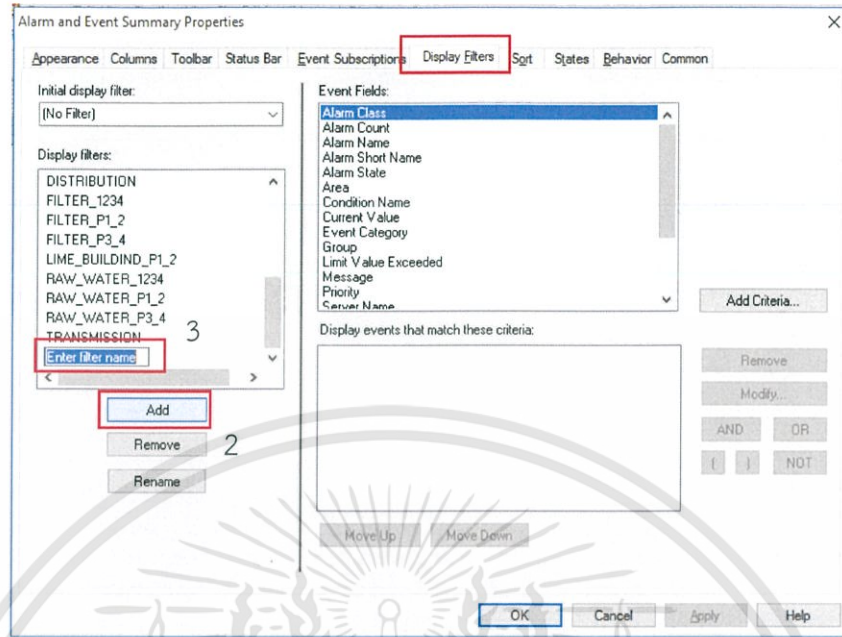 Alarm and Event Summary Properties
Appearance Columns Toolbar Status Bar Event Subscriptions Display Filters Sort States Behavior Common
Initial display filter:
(No Filter)
Display filters:
DISTRIBUTION
FILTER_1234
FILTER_P1_2
FILTER_P3_4
LIME_BUILDIND_P1_2
RAW_WATER_1234
RAW_WATER_P1_2
RAW_WATER_P3_4
TRANSMISSION
3
Enter filter name
Add
Remove
2
Rename
Event Fields:
Alarm Class
Alarm Count
Alarm Name
Alarm Short Name
Alarm State
Area
Condition Name
Current Value
Event Category
Group
Limit Value Exceeded
Message
Priority
Server Name
Add Criteria...
Display events that match these criteria:
Remove
Modify...
AND OR
( ) NOT
Move Up Move Down
OK Cancel Apply Help